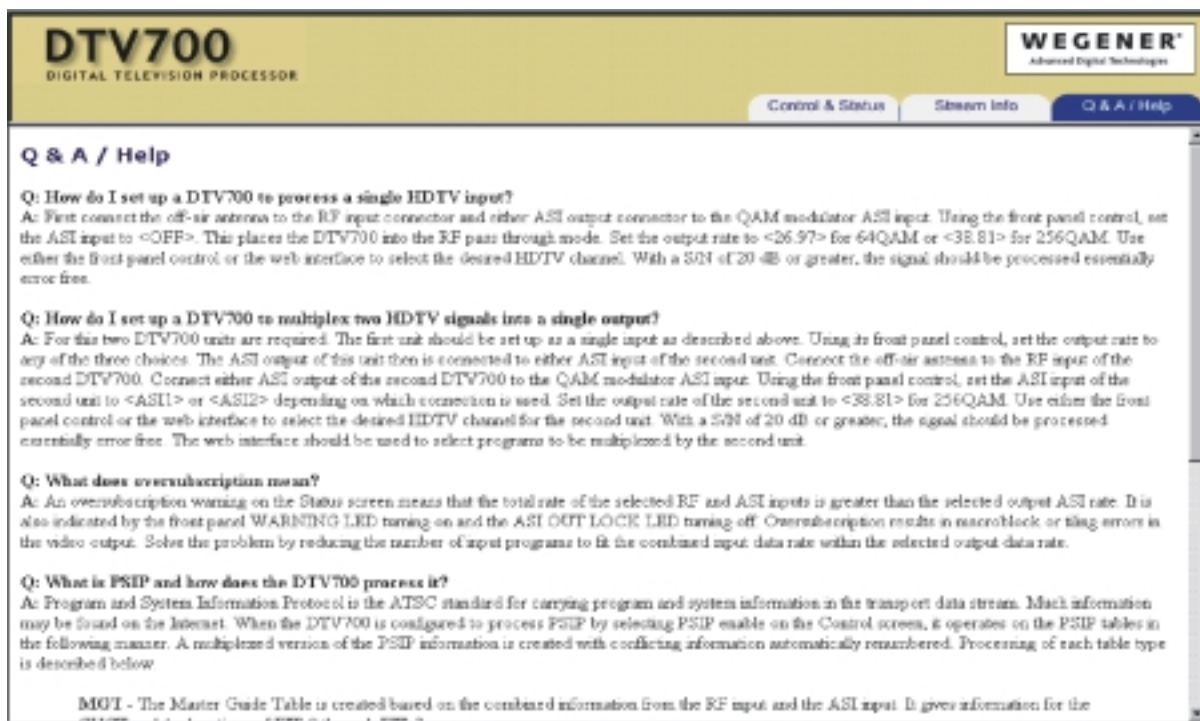 DTV700
DIGITAL TELEVISION PROCESSOR
WEGENER
Advanced Digital Technologies
Control & Status
Stream Info
Q & A / Help
Q & A / Help
Q: How do I set up a DTV700 to process a single HDTV input?
A: First connect the off-air antenna to the RF input connector and either ASI output connector to the QAM modulator ASI input. Using the front panel control, set
the ASI input to <OFF>. This places the DTV700 into the RF pass through mode. Set the output rate to <26.97> for 64QAM or <38.81> for 256QAM. Use
either the front panel control or the web interface to select the desired HDTV channel. With a S/N of 20 dB or greater, the signal should be processed essentially
error free.
Q: How do I set up a DTV700 to multiplex two HDTV signals into a single output?
A: For this two DTV700 units are required. The first unit should be set up as a single input as described above. Using its front panel control, set the output rate to
any of the three choices. The ASI output of this unit then is connected to either ASI input of the second unit. Connect the off-air antenna to the RF input of the
second DTV700. Connect either ASI output of the second DTV700 to the QAM modulator ASI input. Using the front panel control, set the ASI input of the
second unit to <ASI1> or <ASI2> depending on which connection is used. Set the output rate of the second unit to <38.81> for 256QAM. Use either the front
panel control or the web interface to select the desired HDTV channel for the second unit. With a S/N of 20 dB or greater, the signal should be processed
essentially error free. The web interface should be used to select programs to be multiplexed by the second unit.
Q: What does oversubscription mean?
A: An oversubscription warning on the Status screen means that the total rate of the selected RF and ASI inputs is greater than the selected output ASI rate. It is
also indicated by the front panel WARNING LED turning on and the ASI OUT LOCK LED turning off. Oversubscription results in macroblock or tiling errors in
the video output. Solve the problem by reducing the number of input programs to fit the combined input data rate within the selected output data rate.
Q: What is PSIP and how does the DTV700 process it?
A: Program and System Information Protocol is the ATSC standard for carrying program and system information in the transport data stream. Much information
may be found on the Internet. When the DTV700 is configured to process PSIP by selecting PSIP enable on the Control screen, it operates on the PSIP tables in
the following manner. A multiplexed version of the PSIP information is created with conflicting information automatically renumbered. Processing of each table type
is described below.
MGT - The Master Guide Table is created based on the combined information from the RF input and the ASI input. It gives information for the